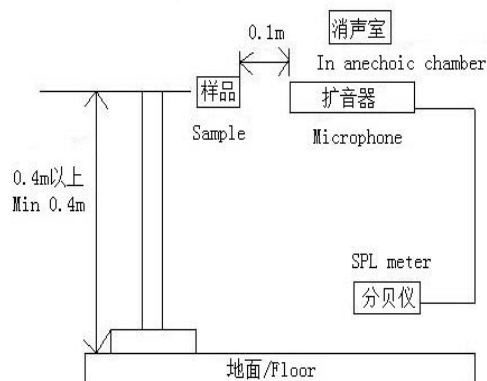 0.1m
消声室
In anechoic chamber
样品
扩音器
Sample
Microphone
0.4m以上
Min 0.4m
SPL meter
分贝仪
地面/Floor